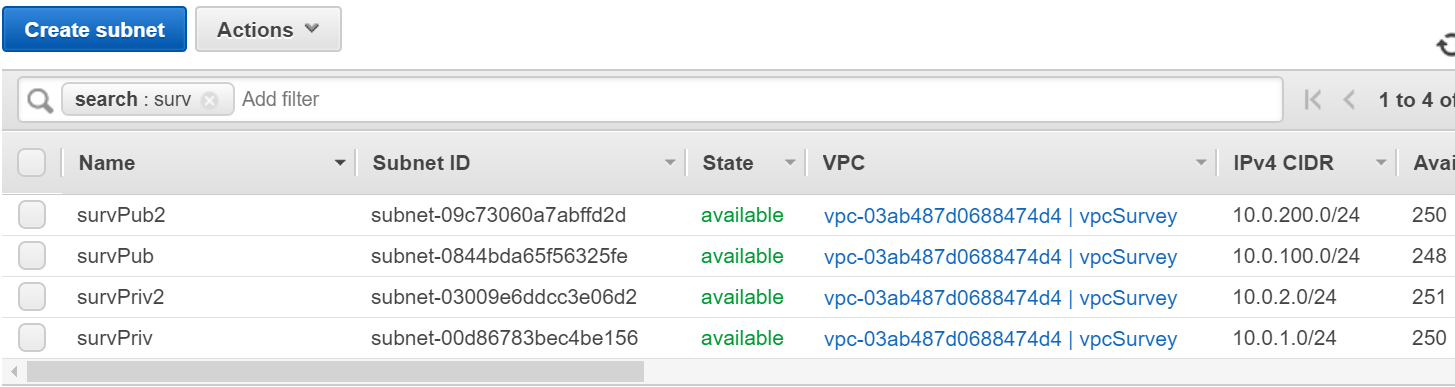 Create subnet Actions
search : surv Add filter 1 to 4 of
Name Subnet ID State VPC IPv4 CIDR Avai
survPub2 subnet-09c73060a7abffd2d available vpc-03ab487d0688474d4 | vpcSurvey 10.0.200.0/24 250
survPub subnet-0844bda65f56325fe available vpc-03ab487d0688474d4 | vpcSurvey 10.0.100.0/24 248
survPriv2 subnet-03009e6ddcc3e06d2 available vpc-03ab487d0688474d4 | vpcSurvey 10.0.2.0/24 251
survPriv subnet-00d86783bec4be156 available vpc-03ab487d0688474d4 | vpcSurvey 10.0.1.0/24 250